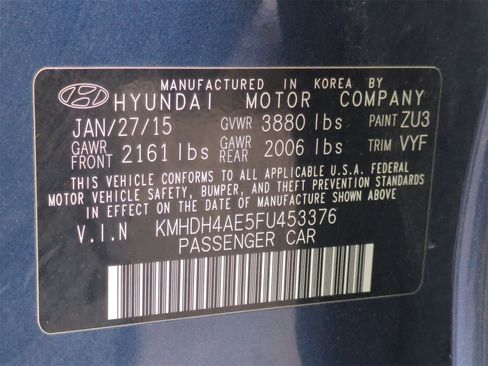 MANUFACTURED IN KOREA BY
HYUNDAI MOTOR COMPANY
JAN/27/15 GVWR 3880 lbs PAINT ZU3
GAWR FRONT 2161 lbs GAWR REAR 2006 lbs TRIM VYF
THIS VEHICLE CONFORMS TO ALL APPLICABLE U.S.A. FEDERAL
MOTOR VEHICLE SAFETY, BUMPER, AND THEFT PREVENTION STANDARDS
IN EFFECT ON THE DATE OF MANUFACTURE SHOWN ABOVE.
V.I.N KMHDH4AE5FU453376
PASSENGER CAR